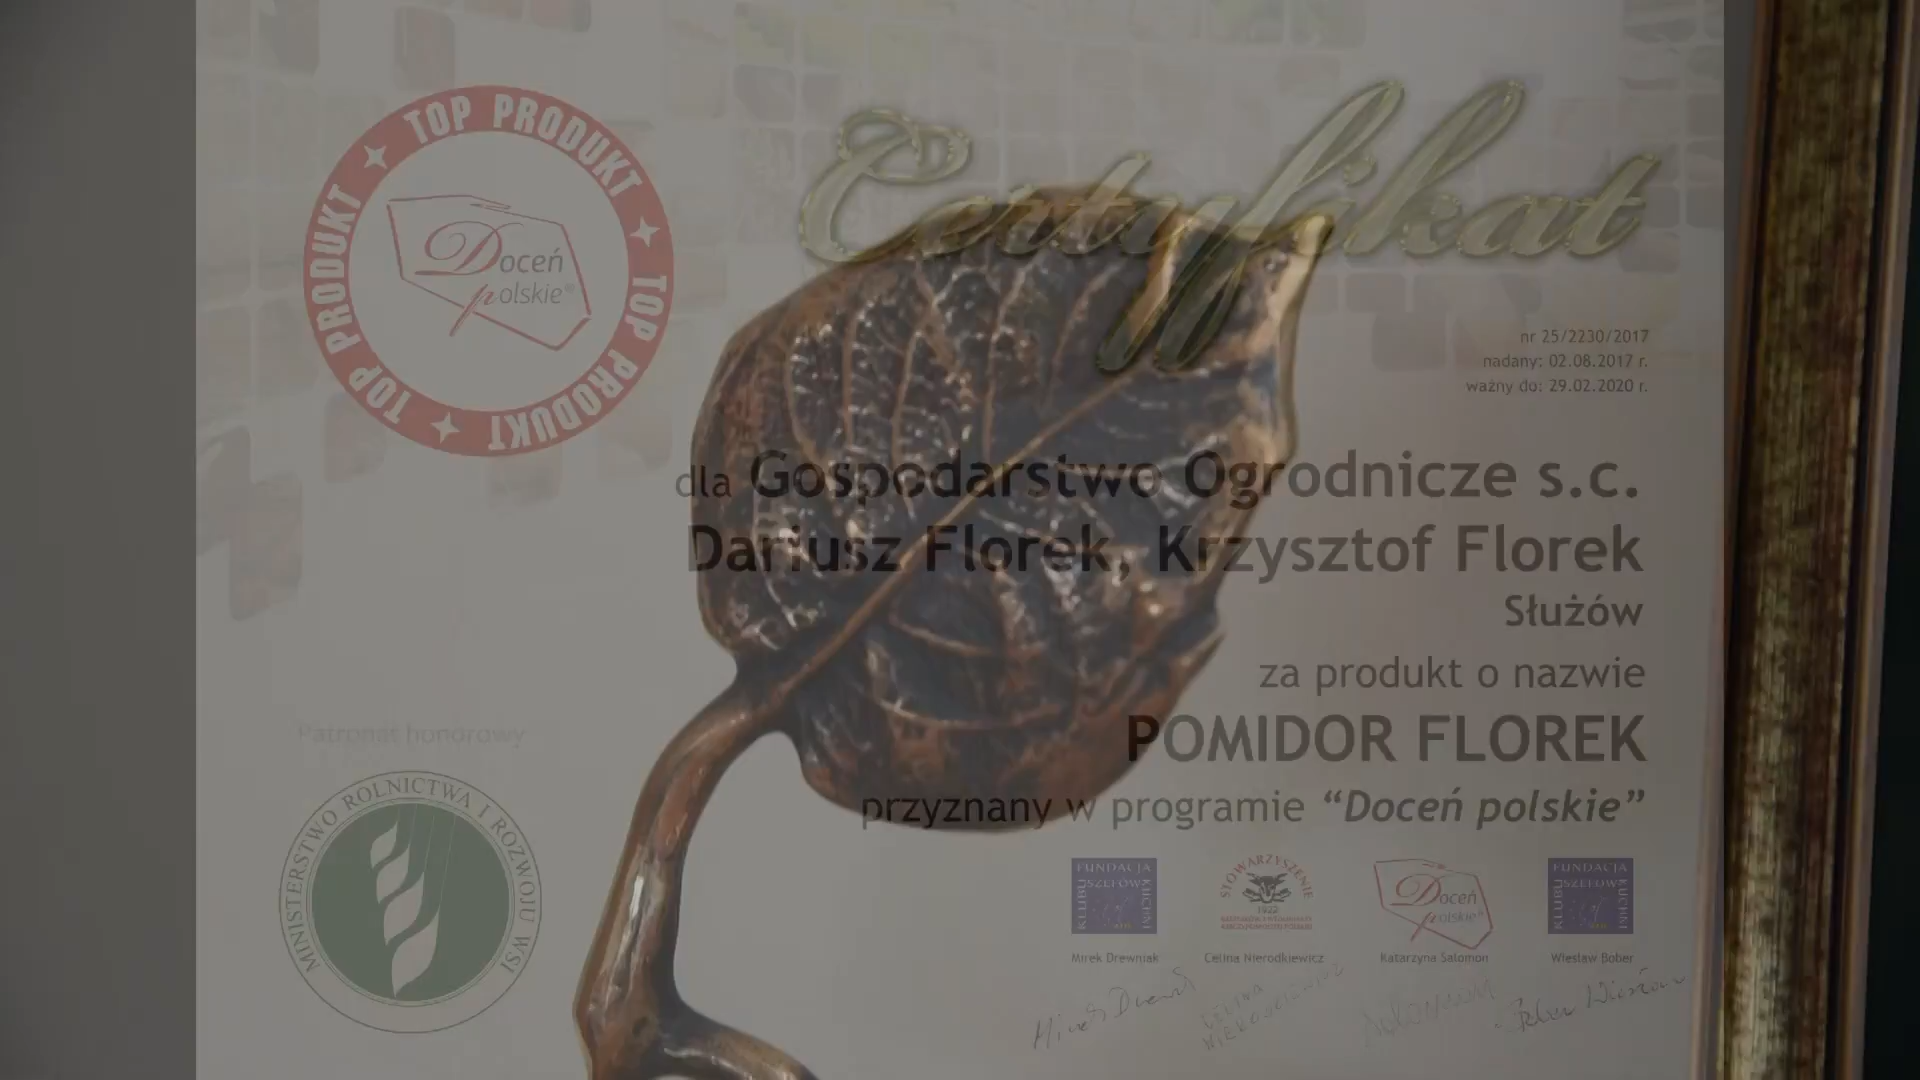 TOP PRODUKT TOP PRODUKT TOP PRODUKT TOP PRODUKT
Doceń
polskie®
Certyfikat
nr 25/2230/2017
nadany: 02.08.2017 r.
ważny do: 29.02.2020 r.
dla Gospodarstwo Ogrodnicze s.c.
Dariusz Florek, Krzysztof Florek
Służów
za produkt o nazwie
POMIDOR FLOREK
przyznany w programie “Doceń polskie”
Patronat honorowy
MINISTERSTWO ROLNICTWA I ROZWOJU WSI
FUNDACJA
KLUBU
SZEFÓW
KUCHNI
STOWARZYSZENIE
1922
Doceń
polskie®
FUNDACJA
KLUBU
SZEFÓW
KUCHNI
Mirek Drewniak
Celina Nierodkiewicz
Katarzyna Salomon
Wiesław Bober